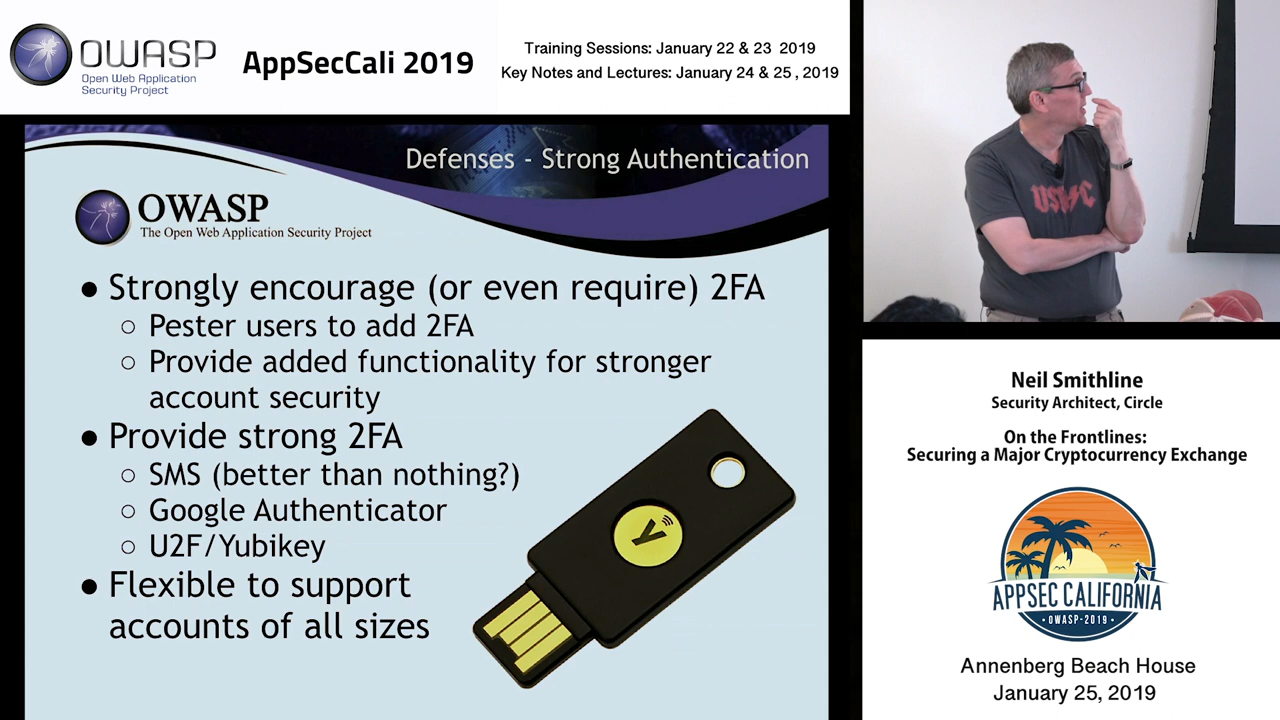 OWASP
Open Web Application
Security Project
AppSecCali 2019
Training Sessions: January 22 & 23 2019
Key Notes and Lectures: January 24 & 25, 2019
Defenses - Strong Authentication
OWASP
The Open Web Application Security Project
● Strongly encourage (or even require) 2FA
○ Pester users to add 2FA
○ Provide added functionality for stronger
account security
● Provide strong 2FA
○ SMS (better than nothing?)
○ Google Authenticator
○ U2F/Yubikey
● Flexible to support
accounts of all sizes
y
Neil Smithline
Security Architect, Circle
On the Frontlines:
Securing a Major Cryptocurrency Exchange
APPSEC CALIFORNIA
·OWASP-2019·
Annenberg Beach House
January 25, 2019